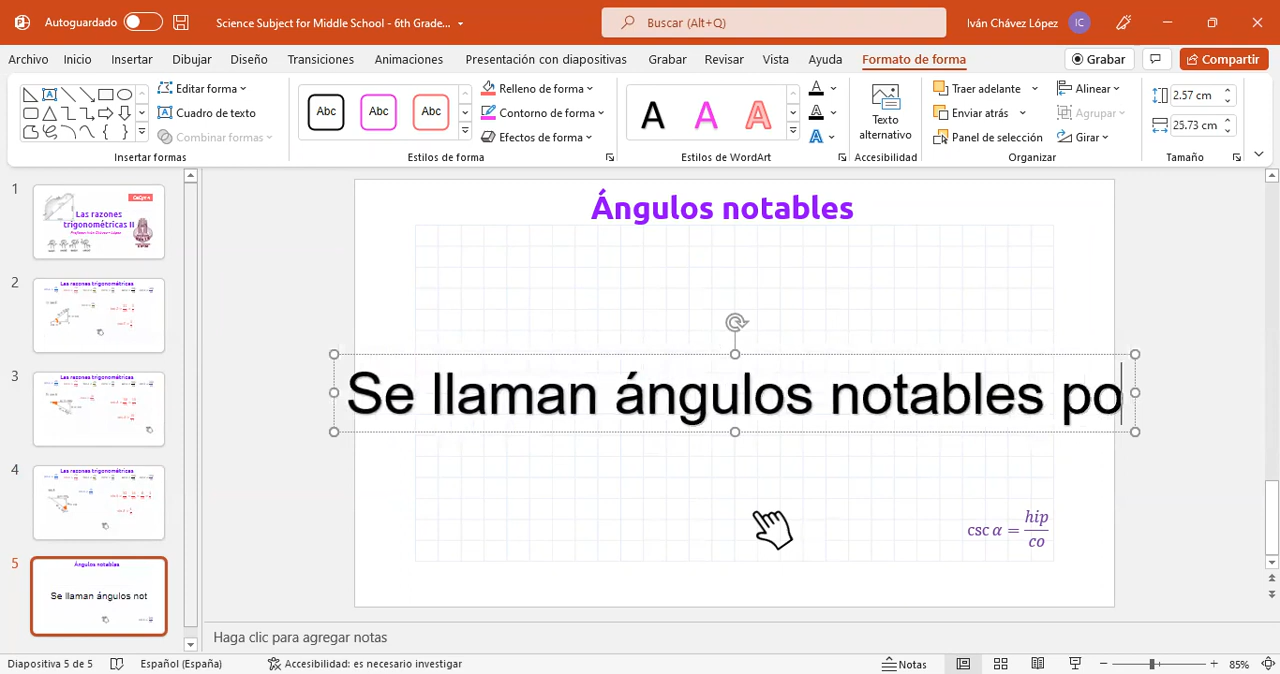 Autoguardado
Science Subject for Middle School - 6th Grade...
Buscar (Alt+Q)
Iván Chávez López
IC
Archivo Inicio Insertar Dibujar Diseño Transiciones Animaciones Presentación con diapositivas Grabar Revisar Vista Ayuda Formato de forma
Grabar
Compartir
Editar forma
Cuadro de texto
Combinar formas
Insertar formas
Abc Abc Abc
Relleno de forma
Contorno de forma
Efectos de forma
Estilos de forma
A A A
A
A
A
Estilos de WordArt
Texto
alternativo
Accesibilidad
Traer adelante
Enviar atrás
Panel de selección
Alinear
Agrupar
Girar
Organizar
2.57 cm
25.73 cm
Tamaño
1
Las razones
trigonométricas II
2
Las razones trigonométricas
3
Las razones trigonométricas
4
Las razones trigonométricas
5
Ángulos notables
Se llaman ángulos not
Ángulos notables
Se llaman ángulos notables po
csc α = hip/co
Haga clic para agregar notas
Diapositiva 5 de 5
Español (España)
Accesibilidad: es necesario investigar
Notas
85%